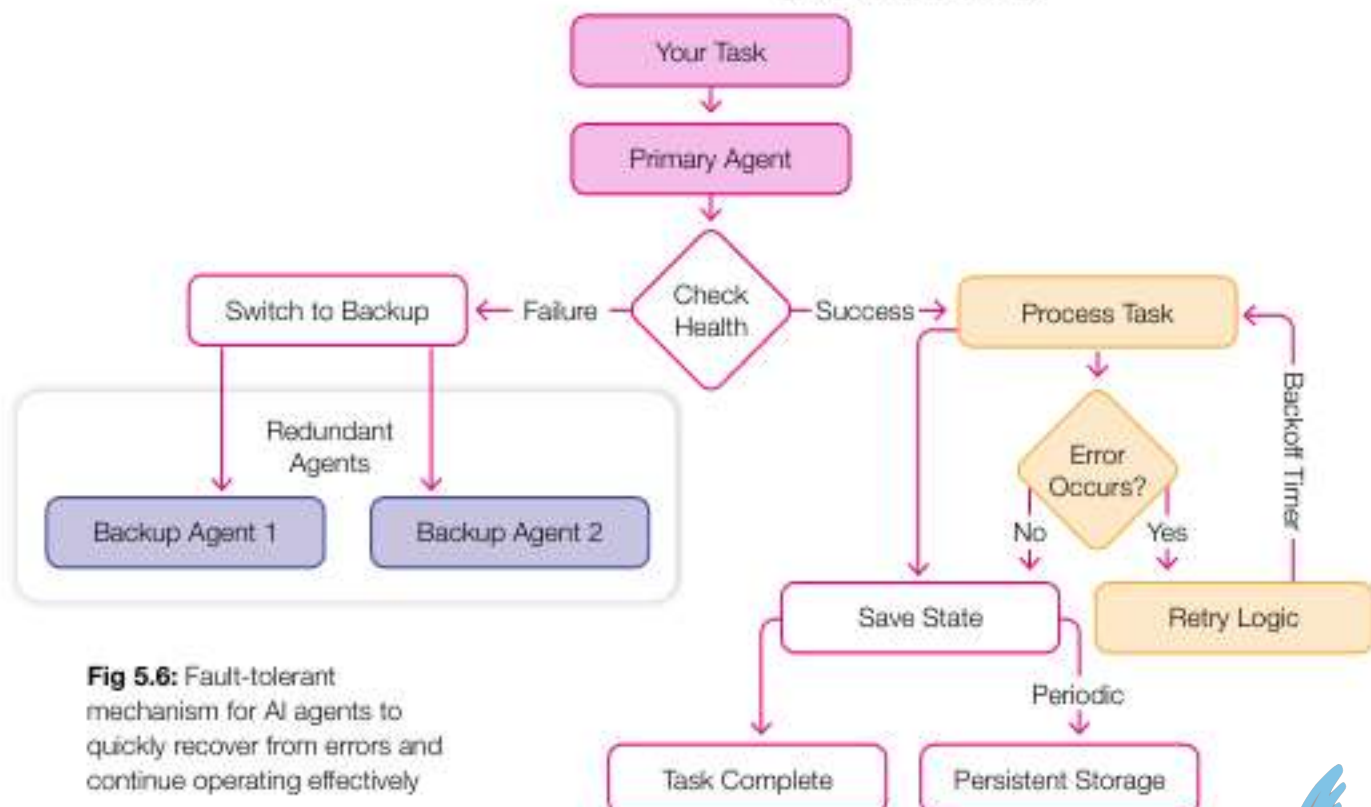 Your Task
Primary Agent
Check
Health
Failure
Success
Switch to Backup
Process Task
Redundant
Agents
Backup Agent 1
Backup Agent 2
Error
Occurs?
No
Yes
Backoff Timer
Save State
Retry Logic
Periodic
Task Complete
Persistent Storage
Fig 5.6: Fault-tolerant
mechanism for AI agents to
quickly recover from errors and
continue operating effectively